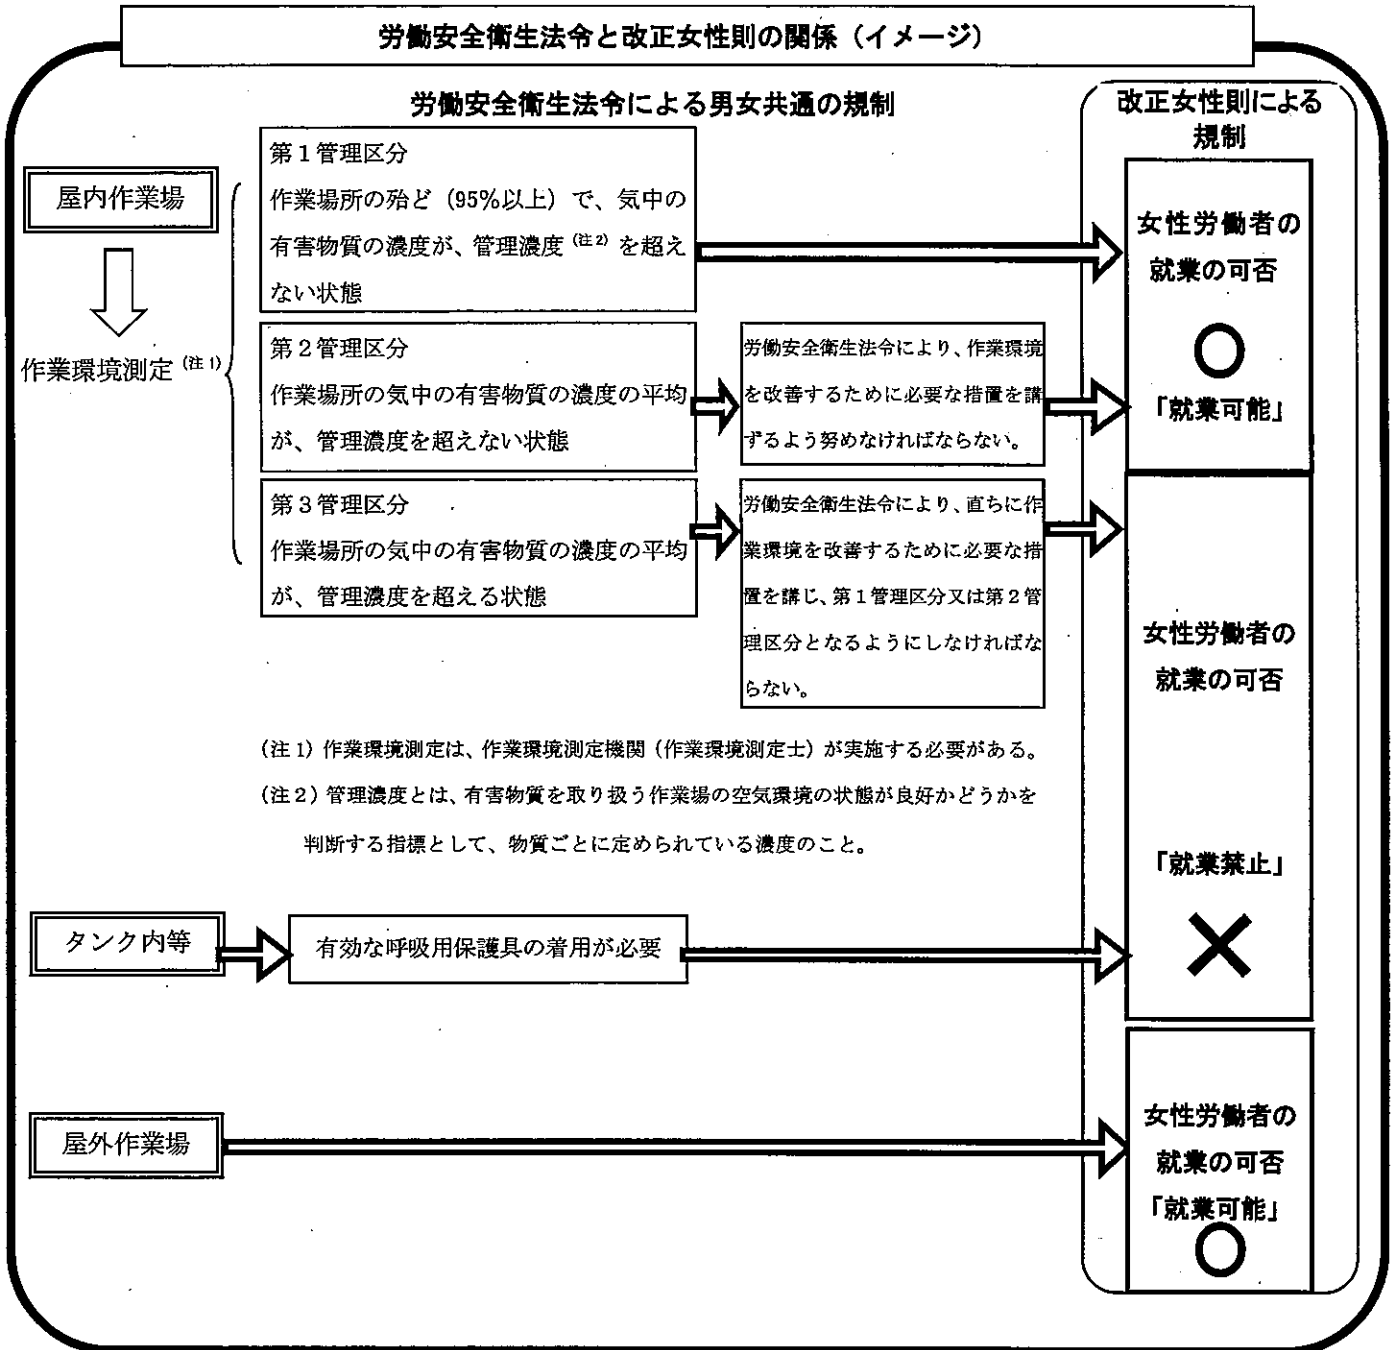 労働安全衛生法令と改正女性則の関係（イメージ）
労働安全衛生法令による男女共通の規制
改正女性則による
規制
屋内作業場
作業環境測定（注1）
第１管理区分
作業場所の殆ど（95%以上）で、気中の
有害物質の濃度が、管理濃度（注2）を超え
ない状態
女性労働者の
就業の可否
○
「就業可能」
第２管理区分
作業場所の気中の有害物質の濃度の平均
が、管理濃度を超えない状態
労働安全衛生法令により、作業環境
を改善するために必要な措置を講
ずるよう努めなければならない。
第３管理区分
作業場所の気中の有害物質の濃度の平均
が、管理濃度を超える状態
労働安全衛生法令により、直ちに作
業環境を改善するために必要な措
置を講じ、第１管理区分又は第２管
理区分となるようにしなければな
らない。
女性労働者の
就業の可否
「就業禁止」
×
（注1）作業環境測定は、作業環境測定機関（作業環境測定士）が実施する必要がある。
（注２）管理濃度とは、有害物質を取り扱う作業場の空気環境の状態が良好かどうかを
判断する指標として、物質ごとに定められている濃度のこと。
タンク内等
有効な呼吸用保護具の着用が必要
屋外作業場
女性労働者の
就業の可否
「就業可能」
○